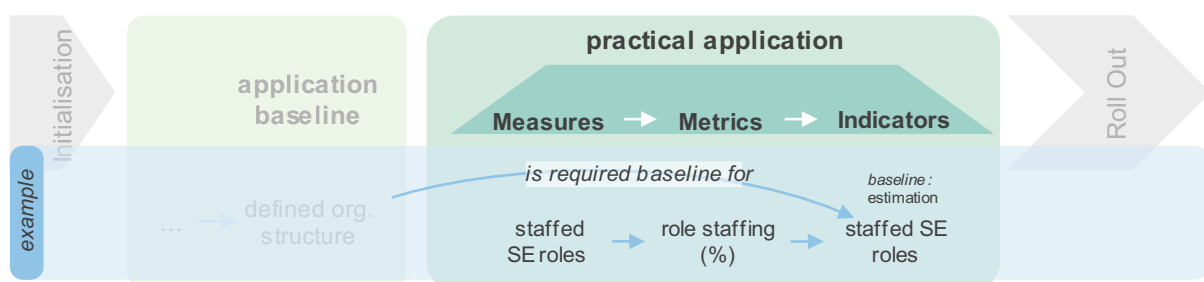 Initialisation
application
baseline
practical application
Measures
Metrics
Indicators
Roll Out
example
...
defined org.
structure
is required baseline for
baseline :
estimation
staffed
SE roles
role staffing
(%)
staffed SE
roles